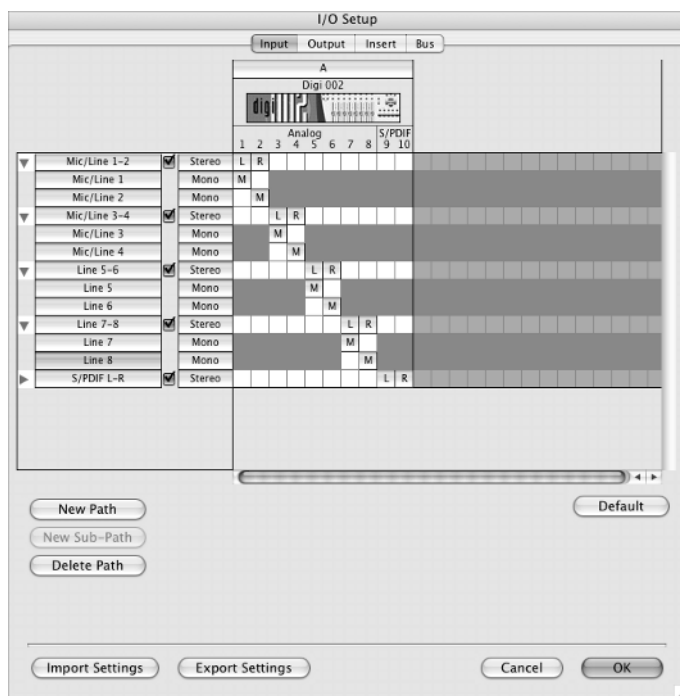 I/O Setup
Input Output Insert Bus
A
Digi 002
digi 002
Analog S/PDIF
1 2 3 4 5 6 7 8 9 10
Mic/Line 1-2 Stereo L R
Mic/Line 1 Mono M
Mic/Line 2 Mono M
Mic/Line 3-4 Stereo L R
Mic/Line 3 Mono M
Mic/Line 4 Mono M
Line 5-6 Stereo L R
Line 5 Mono M
Line 6 Mono M
Line 7-8 Stereo L R
Line 7 Mono M
Line 8 Mono M
S/PDIF L-R Stereo L R
New Path Default
New Sub-Path
Delete Path
Import Settings Export Settings Cancel OK